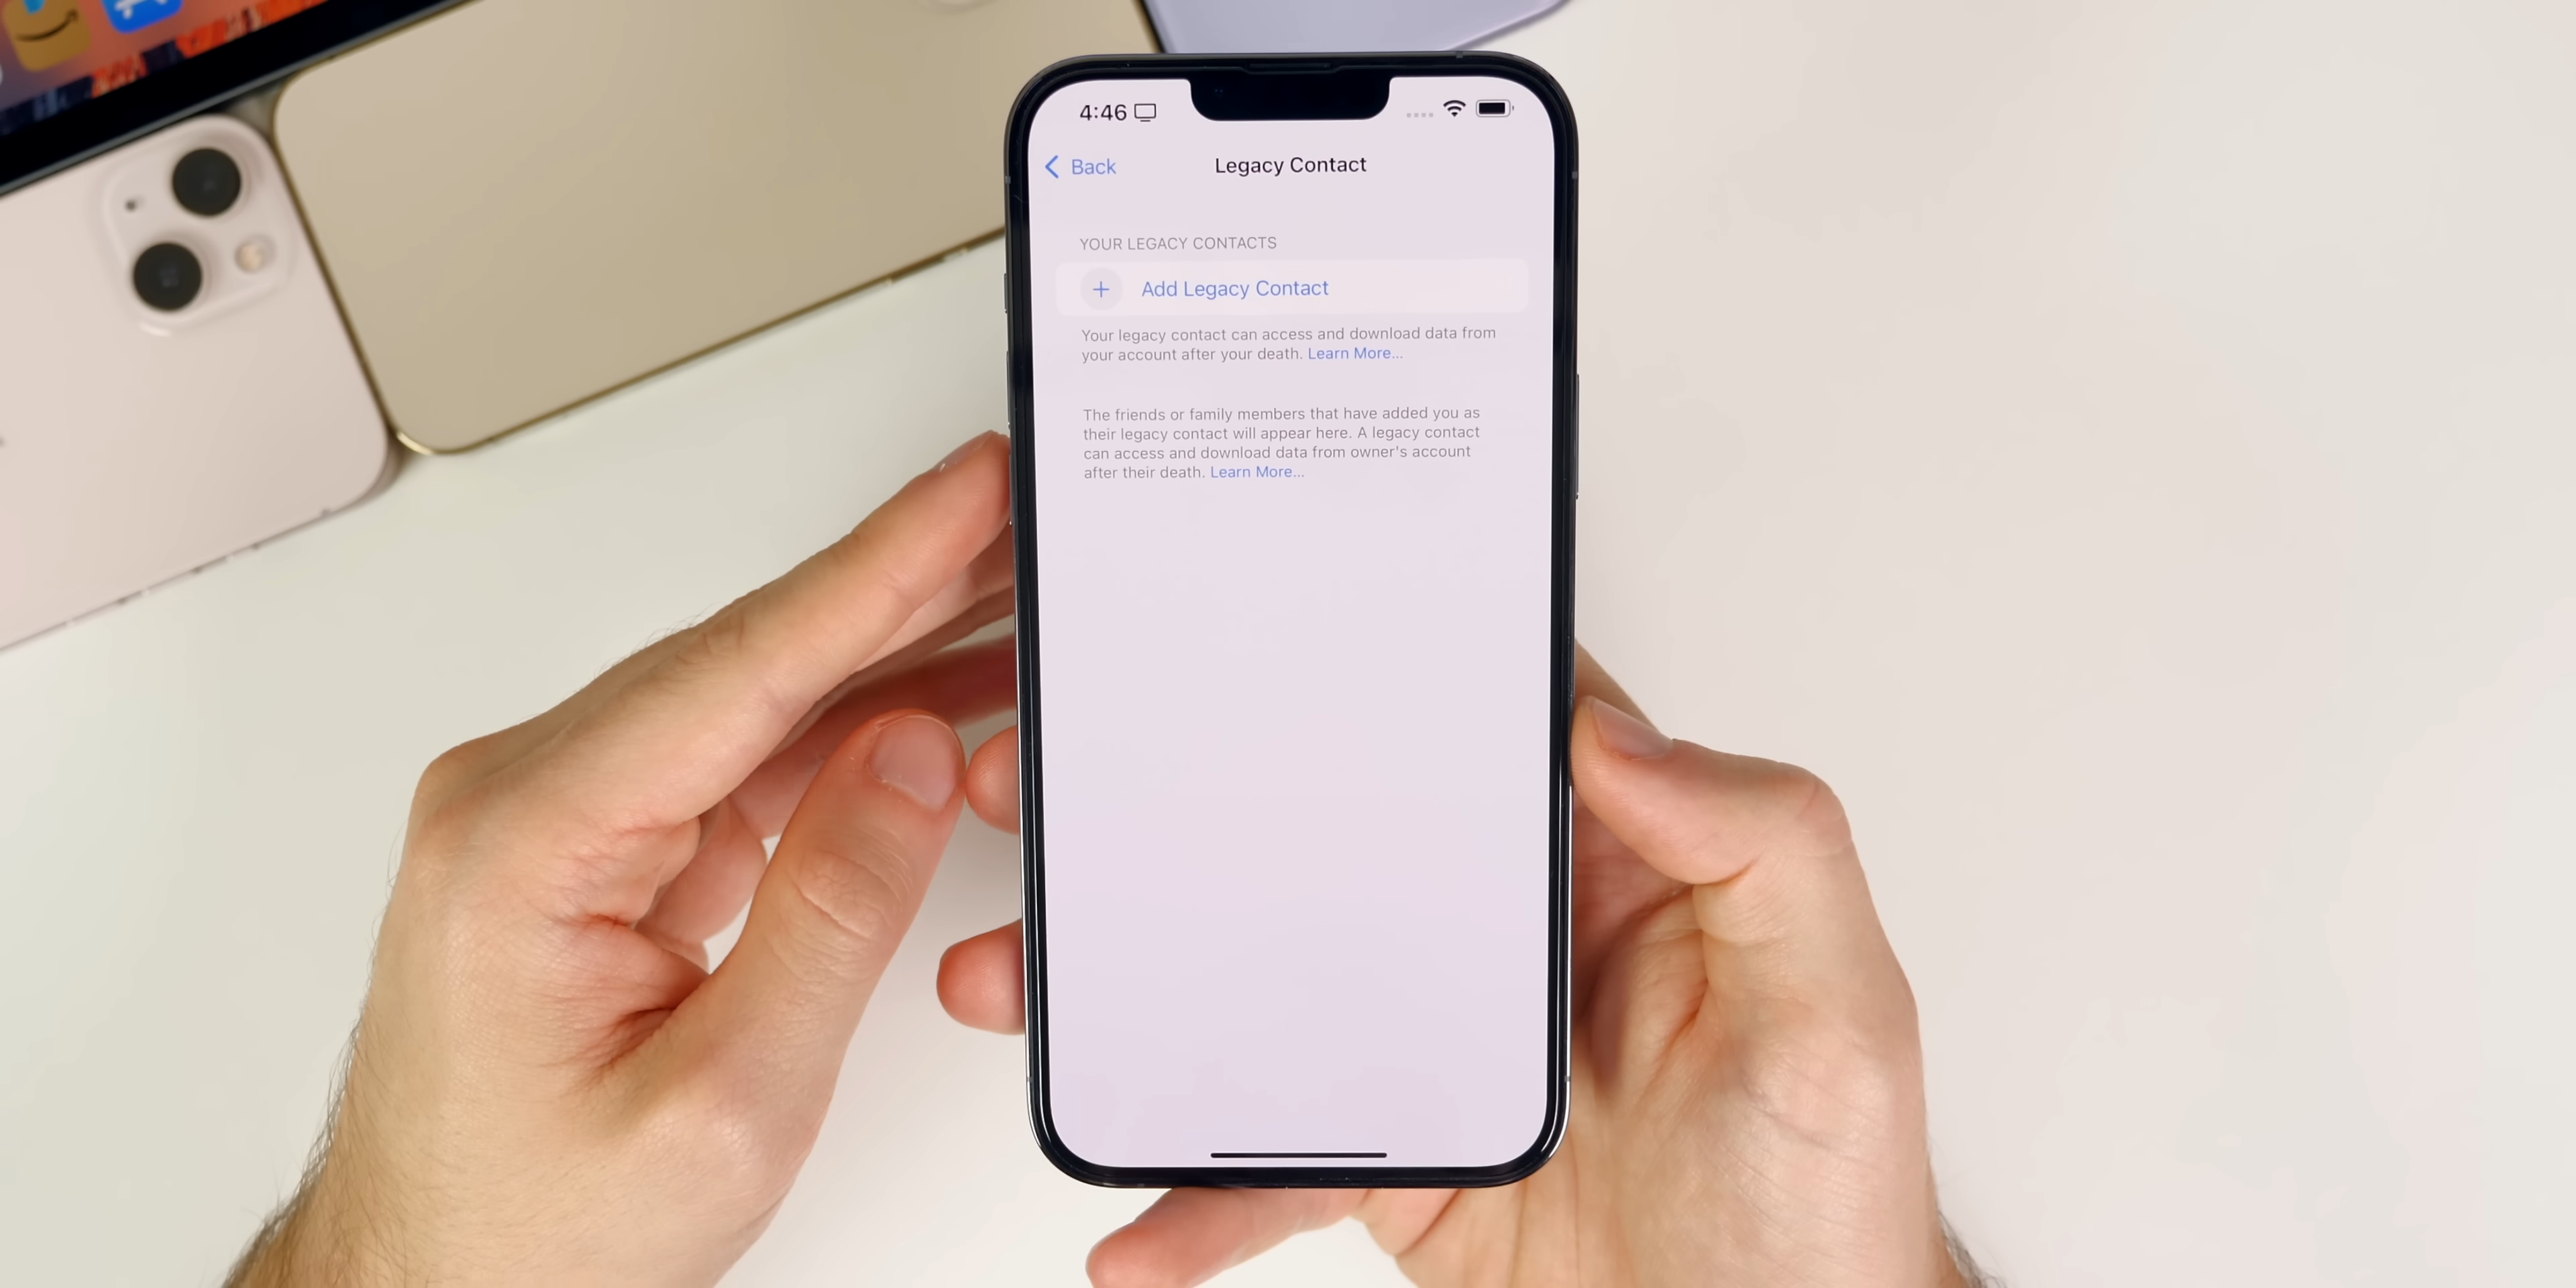 4:46
Back
Legacy Contact
YOUR LEGACY CONTACTS
+ Add Legacy Contact
Your legacy contact can access and download data from
your account after your death. Learn More...
The friends or family members that have added you as
their legacy contact will appear here. A legacy contact
can access and download data from owner's account
after their death. Learn More...